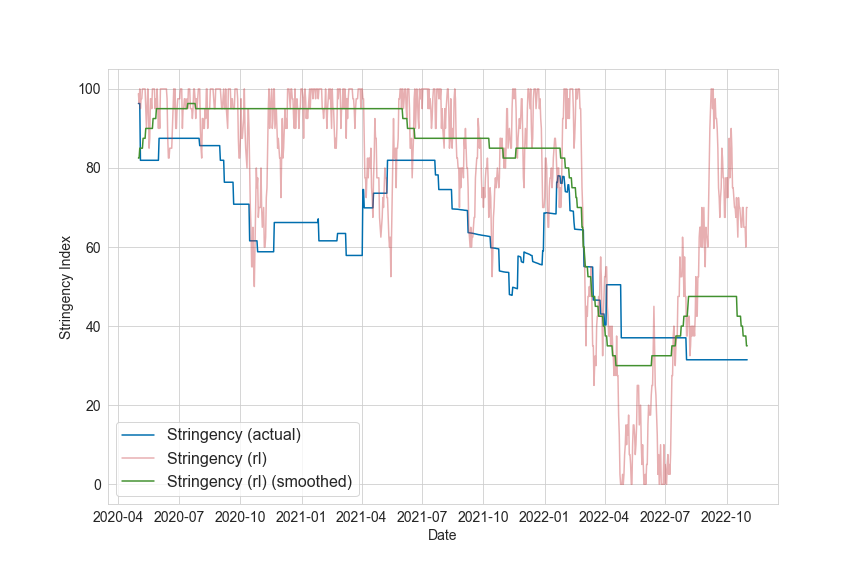 100
80
60
40
20
0
Stringency Index
Stringency (actual)
Stringency (rl)
Stringency (rl) (smoothed)
2020-04 2020-07 2020-10 2021-01 2021-04 2021-07 2021-10 2022-01 2022-04 2022-07 2022-10
Date